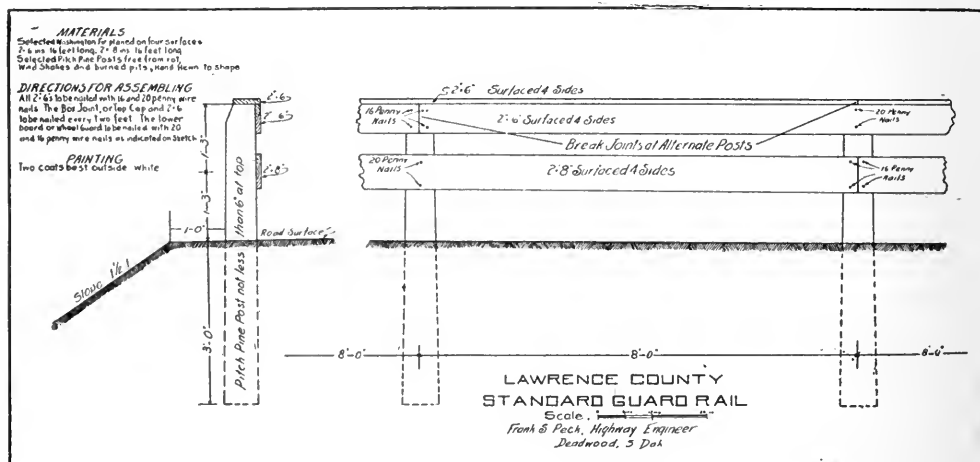 MATERIALS
Selected Washington Fir planed on four surfaces
2·6 ins 16 feet long, 2·8 ins 16 feet long
Selected Pitch Pine Posts free from rot,
Wind Shakes and burned pits, Hand Hewn to shape
DIRECTIONS FOR ASSEMBLING
All 2·6's to be nailed with 16 and 20 penny wire
nails. The Box Joint, or Top Cap and 2·6
to be nailed every two feet. The lower
board or wheel Guard to be nailed with 20
and 16 penny wire nails as indicated on Sketch
PAINTING
Two coats best outside white
2·6
2·6
2·8
1'-3"
1'-3"
3'-0"
1'-0"
Road Surface
Slope 1½:1
Pitch Pine Post not less than 6" at top
2·6" Surfaced 4 Sides
16 Penny
Nails
2·6 Surfaced 4 Sides
20 Penny
Nails
Break Joints at Alternate Posts
20 Penny
Nails
2·8 Surfaced 4 Sides
16 Penny
Nails
8'-0"
8'-0"
8'-0"
LAWRENCE COUNTY
STANDARD GUARD RAIL
Scale.
Frank S Peck, Highway Engineer
Deadwood, S Dak